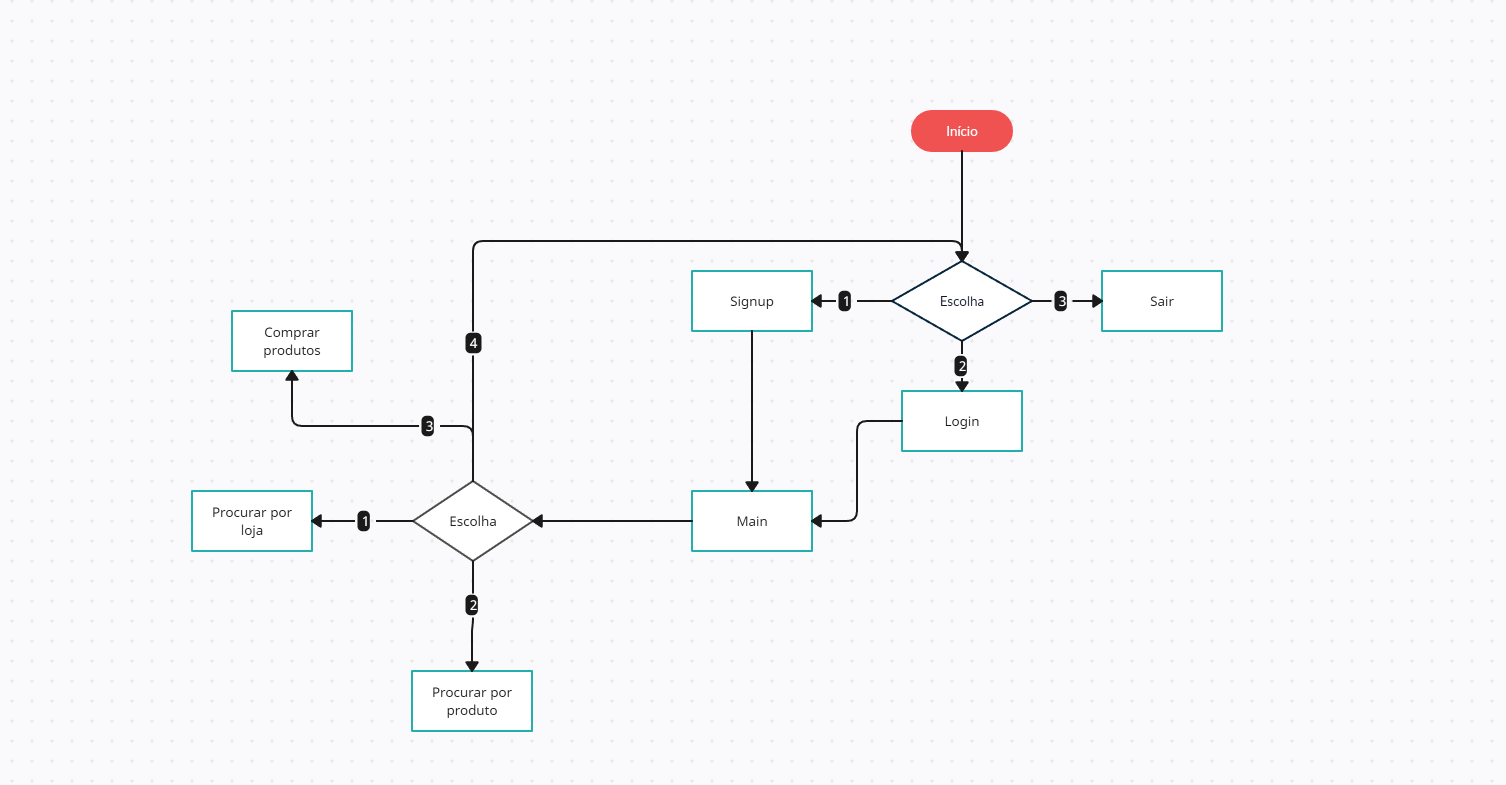 Início
Signup
1
Escolha
3
Sair
Comprar
produtos
4
2
Login
3
Procurar por
loja
1
Escolha
Main
2
Procurar por
produto